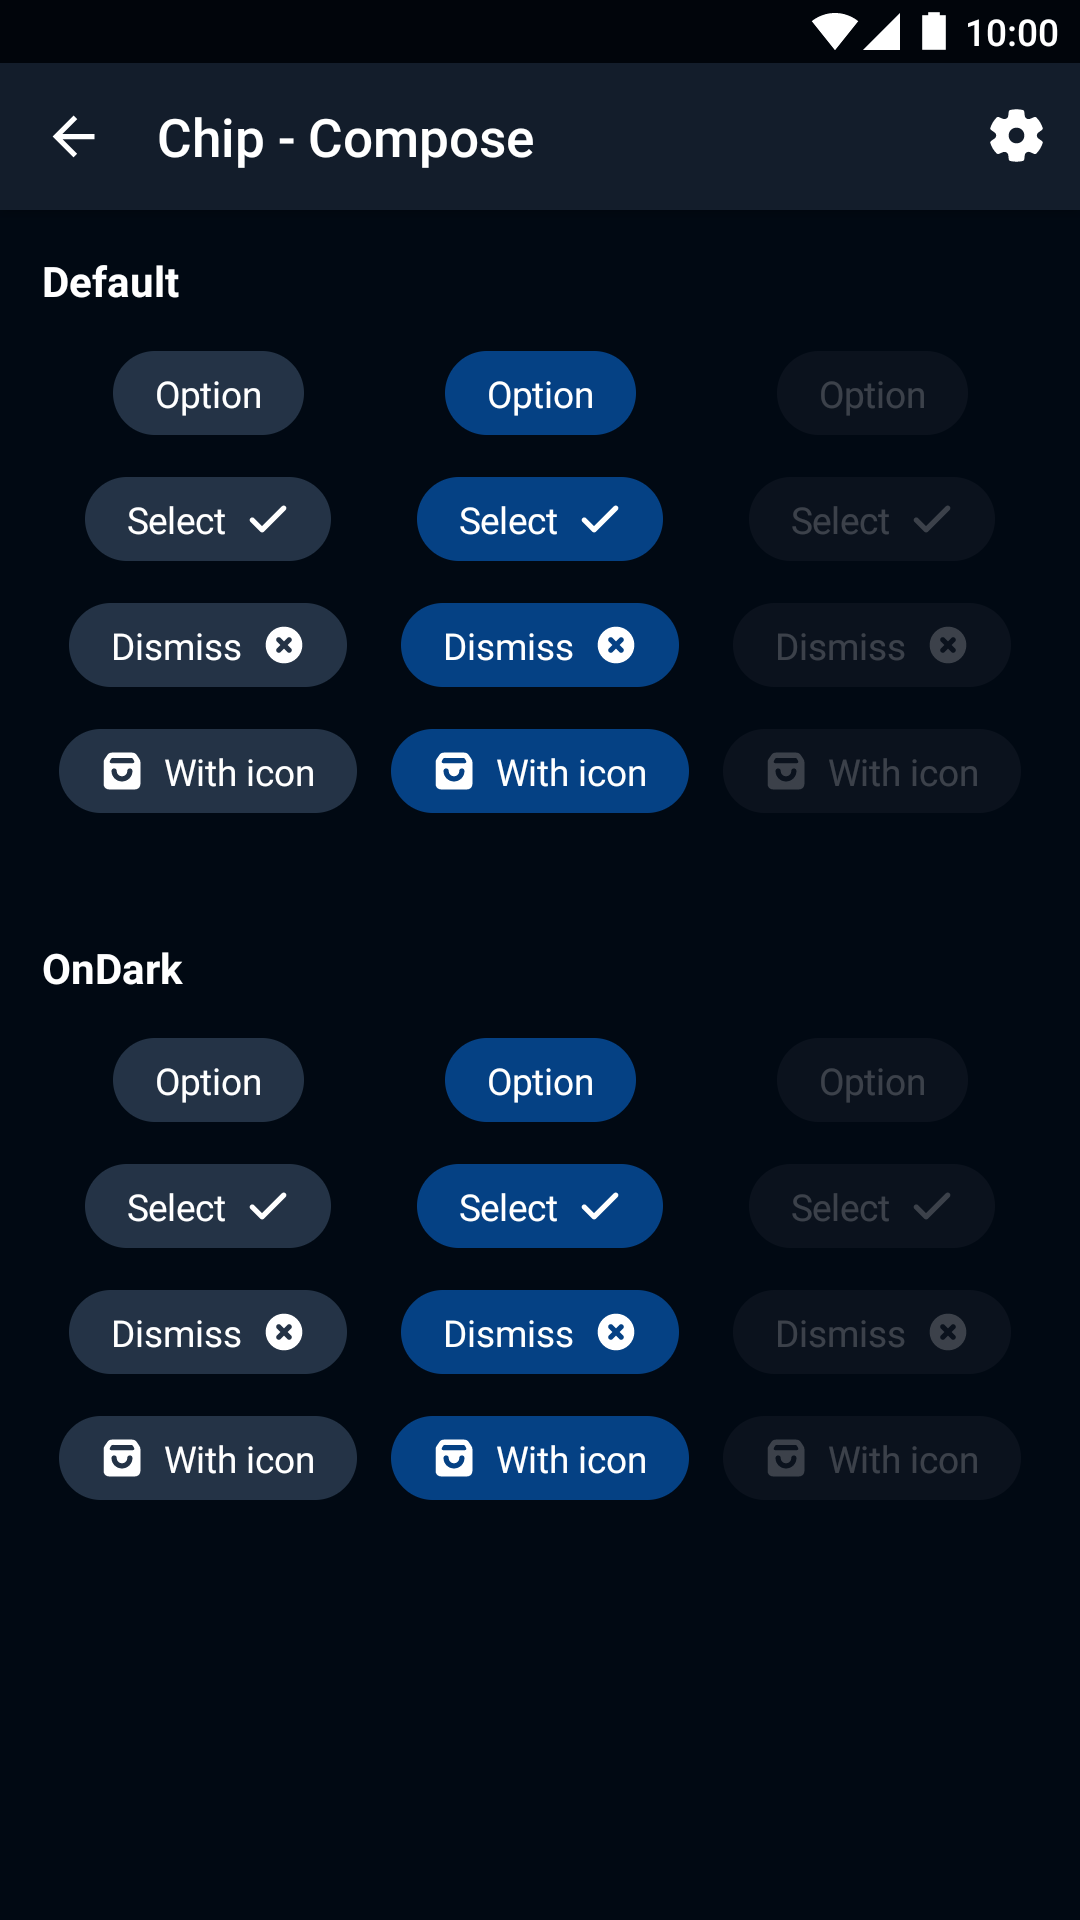 10:00
Chip - Compose
Default
Option Option Option
Select Select Select
Dismiss Dismiss Dismiss
With icon With icon With icon
OnDark
Option Option Option
Select Select Select
Dismiss Dismiss Dismiss
With icon With icon With icon